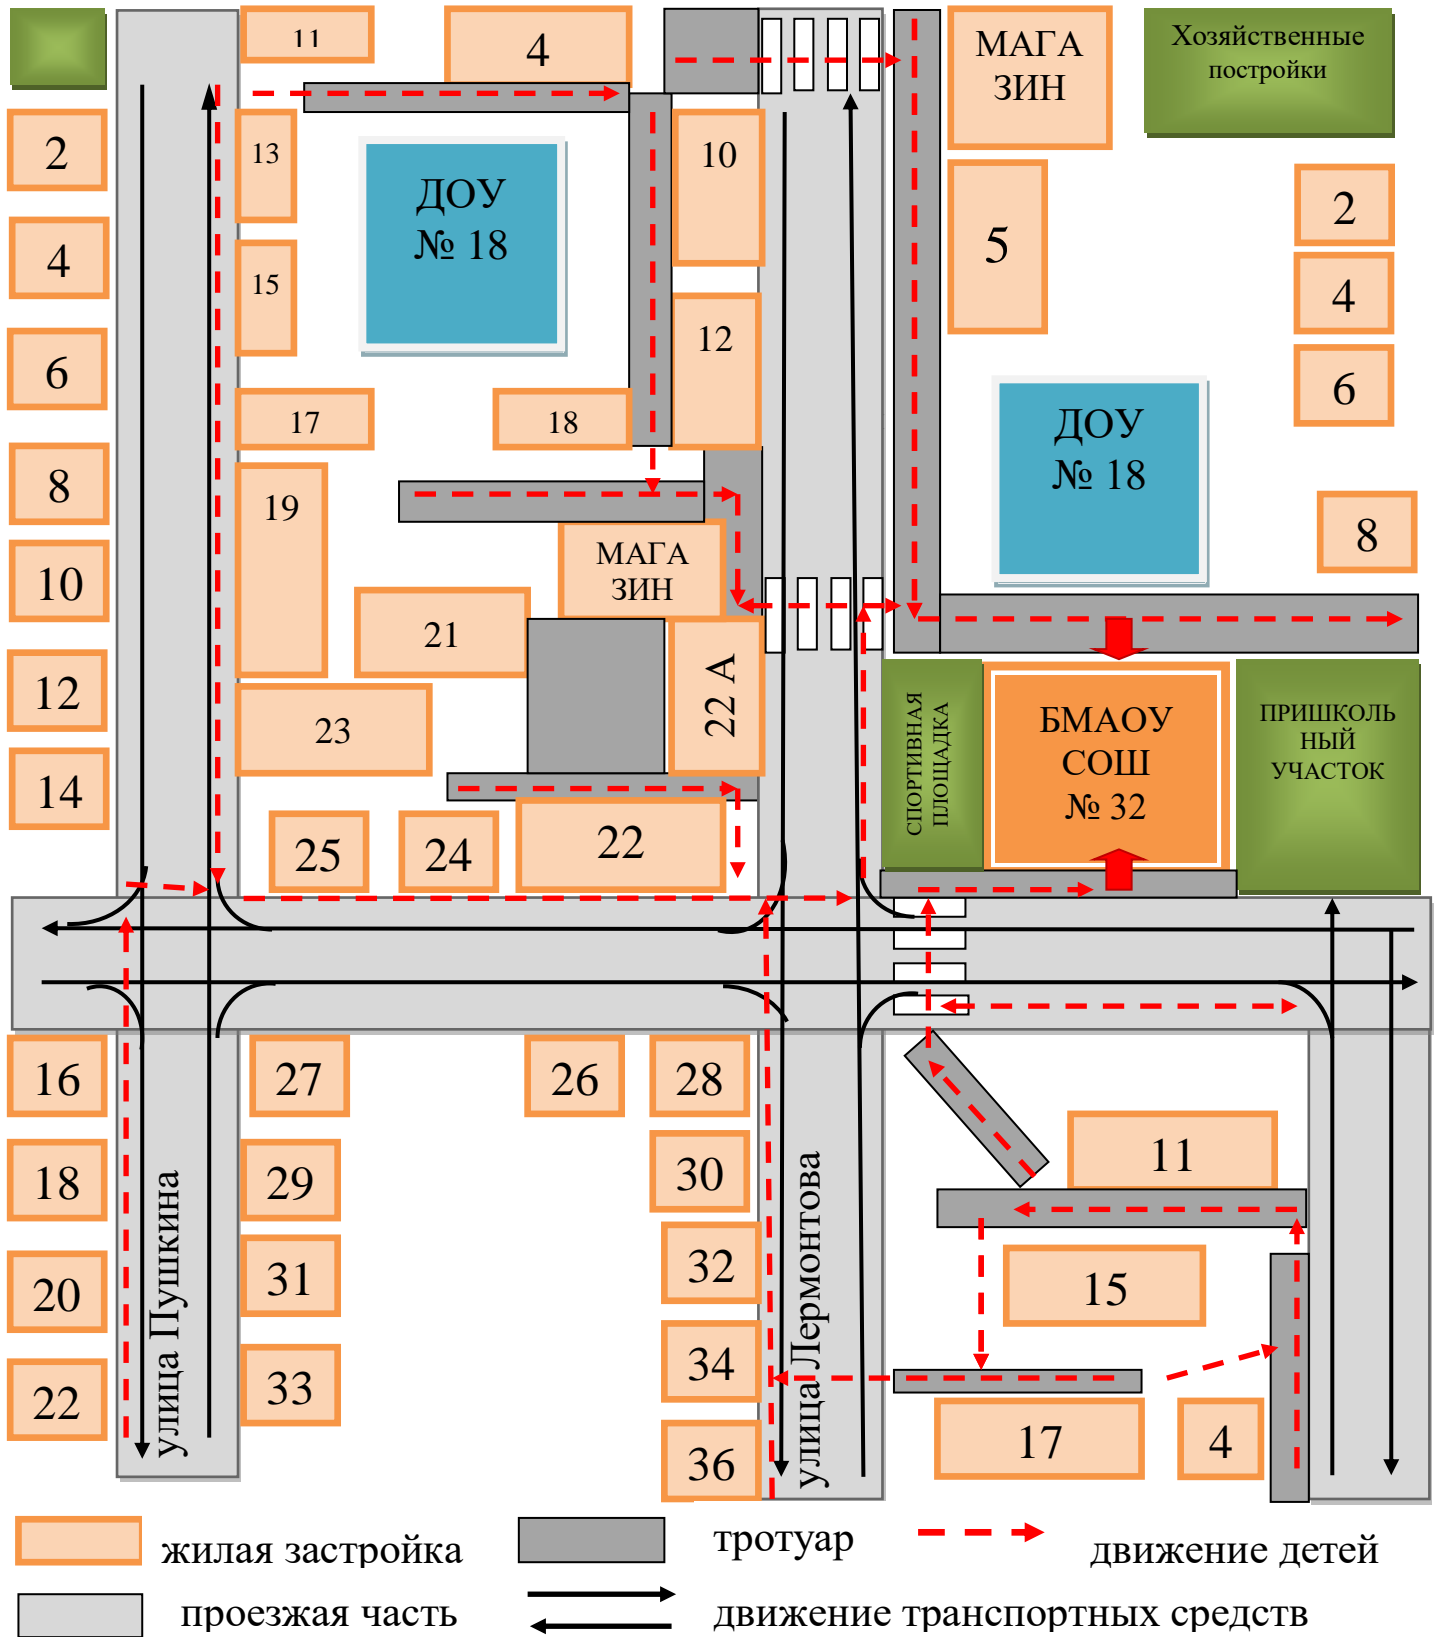 11
4
МАГА
ЗИН
Хозяйственные
постройки
2
13
ДОУ
№ 18
10
5
2
4
15
4
6
12
6
17
18
ДОУ
№ 18
8
19
8
10
МАГА
ЗИН
21
12
23
22 А
СПОРТИВНАЯ
ПЛОЩАДКА
БМАОУ
СОШ
№ 32
ПРИШКОЛЬ
НЫЙ
УЧАСТОК
14
25
24
22
16
27
26
28
18
29
30
11
20
31
32
15
22
33
34
36
17
4
улица Пушкина
улица Лермонтова
жилая застройка
тротуар
движение детей
проезжая часть
движение транспортных средств